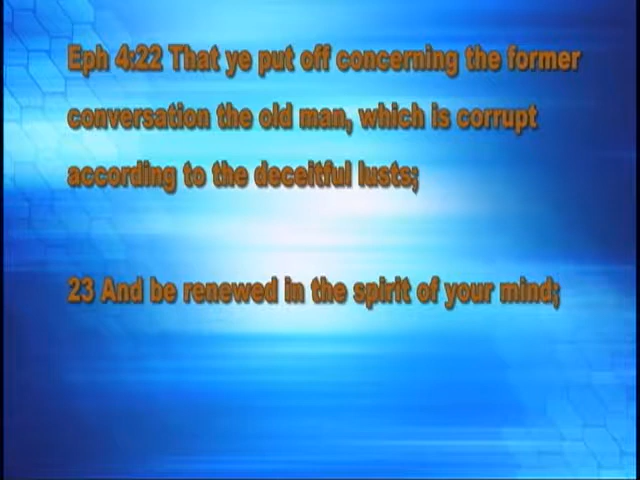 Eph 4:22 That ye put off concerning the former
conversation the old man, which is corrupt
according to the deceitful lusts;
23 And be renewed in the spirit of your mind;